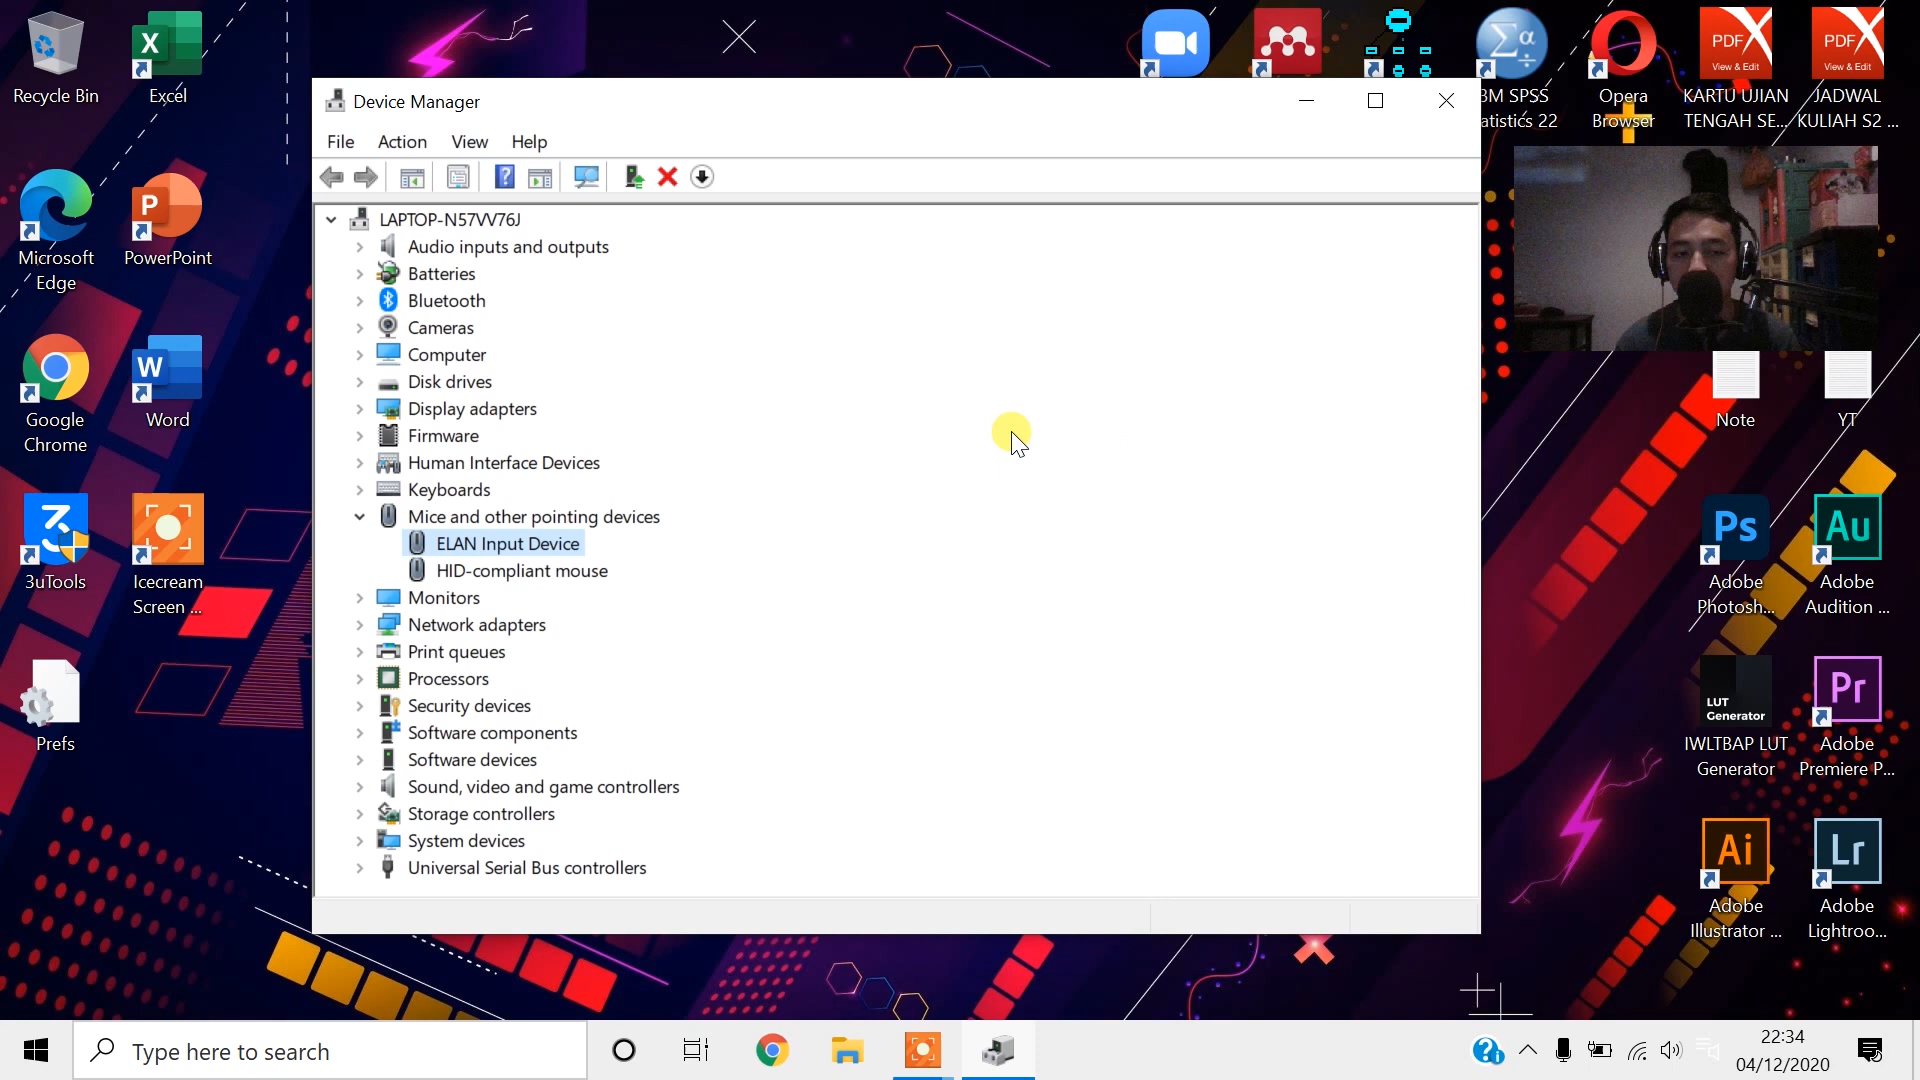 Recycle Bin
Excel
Microsoft
Edge
PowerPoint
Google
Chrome
Word
3uTools
Icecream
Screen ...
Prefs
Device Manager
File
Action
View
Help
LAPTOP-N57VV76J
Audio inputs and outputs
Batteries
Bluetooth
Cameras
Computer
Disk drives
Display adapters
Firmware
Human Interface Devices
Keyboards
Mice and other pointing devices
ELAN Input Device
HID-compliant mouse
Monitors
Network adapters
Print queues
Processors
Security devices
Software components
Software devices
Sound, video and game controllers
Storage controllers
System devices
Universal Serial Bus controllers
BM SPSS
atistics 22
Opera
Browser
PDF
View & Edit
KARTU UJIAN
TENGAH SE...
PDF
View & Edit
JADWAL
KULIAH S2 ...
Note
YT
Ps
Adobe
Photosh...
Au
Adobe
Audition ...
LUT
Generator
IWLTBAP LUT
Generator
Pr
Adobe
Premiere P...
Ai
Adobe
Illustrator ...
Lr
Adobe
Lightroo...
Type here to search
22:34
04/12/2020